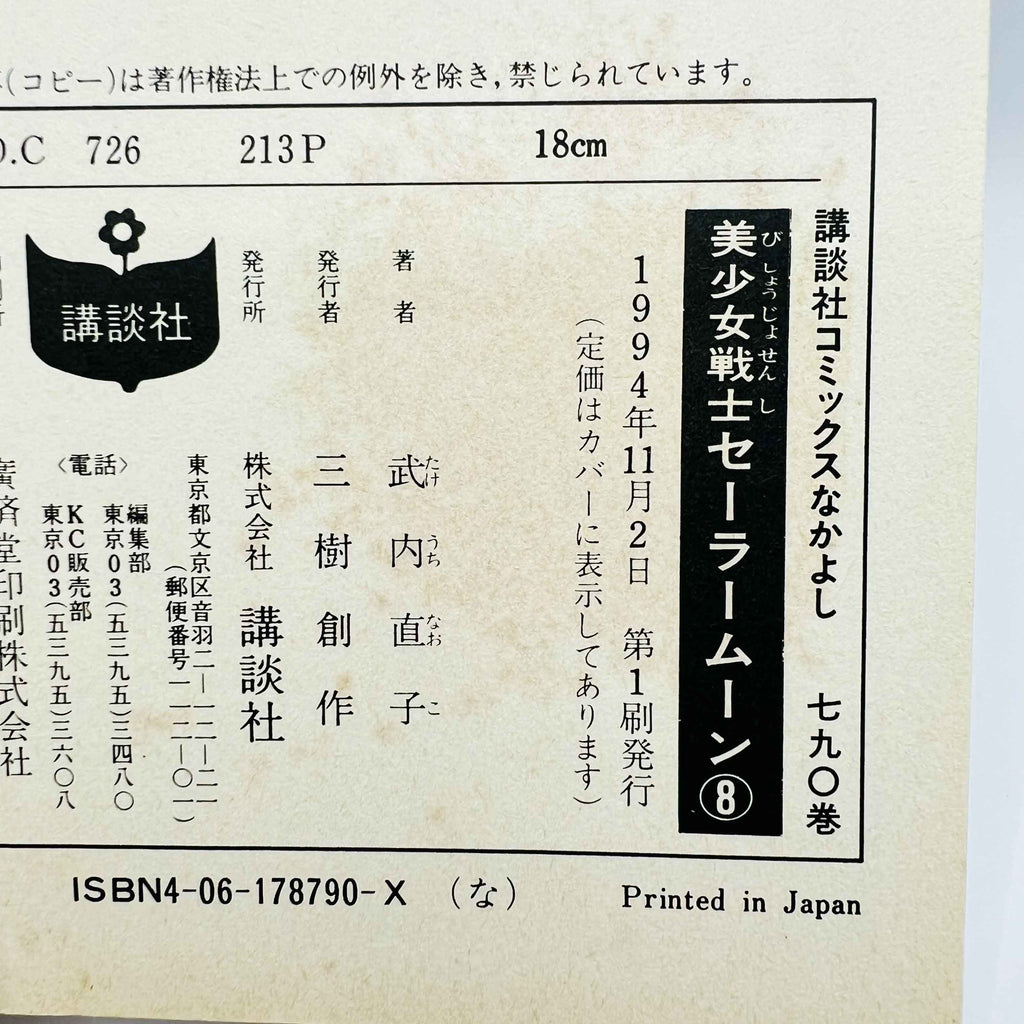 (コピー)は著作権法上での例外を除き,禁じられています。
.C 726 213P 18cm
講談社コミックスなかよし 七九〇巻
びしょうじょせんし
美少女戦士セーラームーン⑧
1994年11月2日 第1刷発行
(定価はカバーに表示してあります)
著者 武内直子
たけ うち なお こ
発行者 三樹創作
発行所 株式会社 講談社
東京都文京区音羽二—一二—二一
(郵便番号一一二—〇一)
〈電話〉
編集部
東京03(五三九五)三四八〇
KC販売部
東京03(五三九五)三六〇八
講談社
廣済堂印刷株式会社
ISBN4-06-178790-X (な)
Printed in Japan